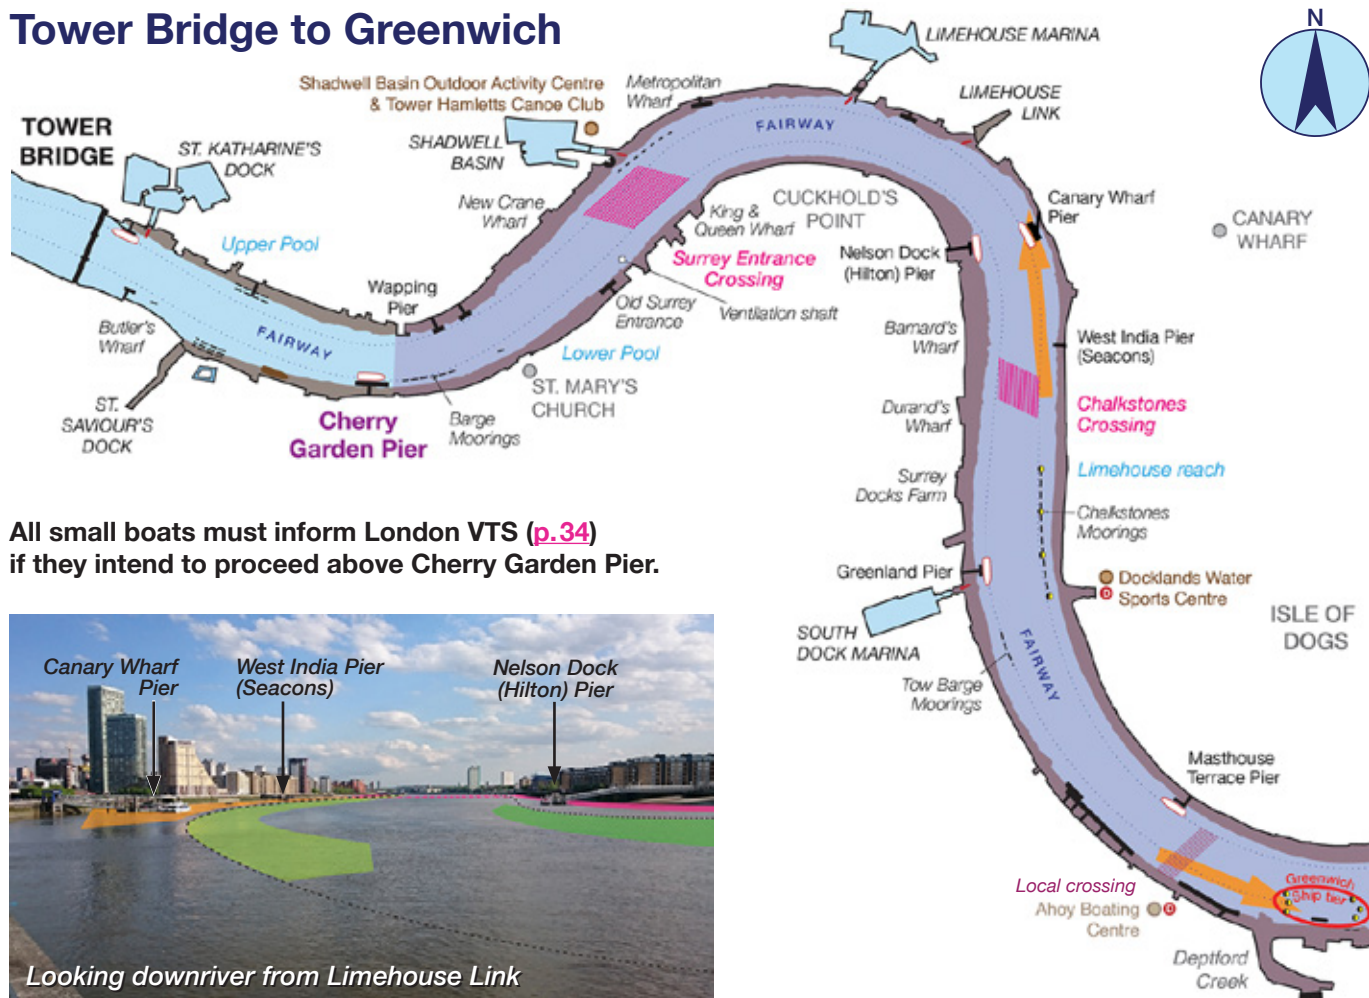 Tower Bridge to Greenwich
N
LIMEHOUSE MARINA
Shadwell Basin Outdoor Activity Centre
& Tower Hamletts Canoe Club
Metropolitan
Wharf
LIMEHOUSE
LINK
FAIRWAY
TOWER
BRIDGE
ST. KATHARINE'S
DOCK
SHADWELL
BASIN
New Crane
Wharf
CUCKHOLD'S
POINT
King &
Queen Wharf
Canary Wharf
Pier
CANARY
WHARF
Upper Pool
Nelson Dock
(Hilton) Pier
Surrey Entrance
Crossing
Wapping
Pier
Old Surrey
Entrance
Ventilation shaft
Butler's
Wharf
FAIRWAY
Barnard's
Wharf
West India Pier
(Seacons)
Lower Pool
ST. MARY'S
CHURCH
ST.
SAVIOUR'S
DOCK
Cherry
Garden Pier
Barge
Moorings
Durand's
Wharf
Chalkstones
Crossing
Surrey
Docks Farm
Limehouse reach
Chalkstones
Moorings
All small boats must inform London VTS (p.34)
if they intend to proceed above Cherry Garden Pier.
Greenland Pier
D
Docklands Water
Sports Centre
SOUTH
DOCK MARINA
FAIRWAY
ISLE OF
DOGS
Tow Barge
Moorings
Canary Wharf
Pier
West India Pier
(Seacons)
Nelson Dock
(Hilton) Pier
Masthouse
Terrace Pier
Local crossing
Greenwich
Ship tier
Ahoy Boating
Centre
D
Deptford
Creek
Looking downriver from Limehouse Link